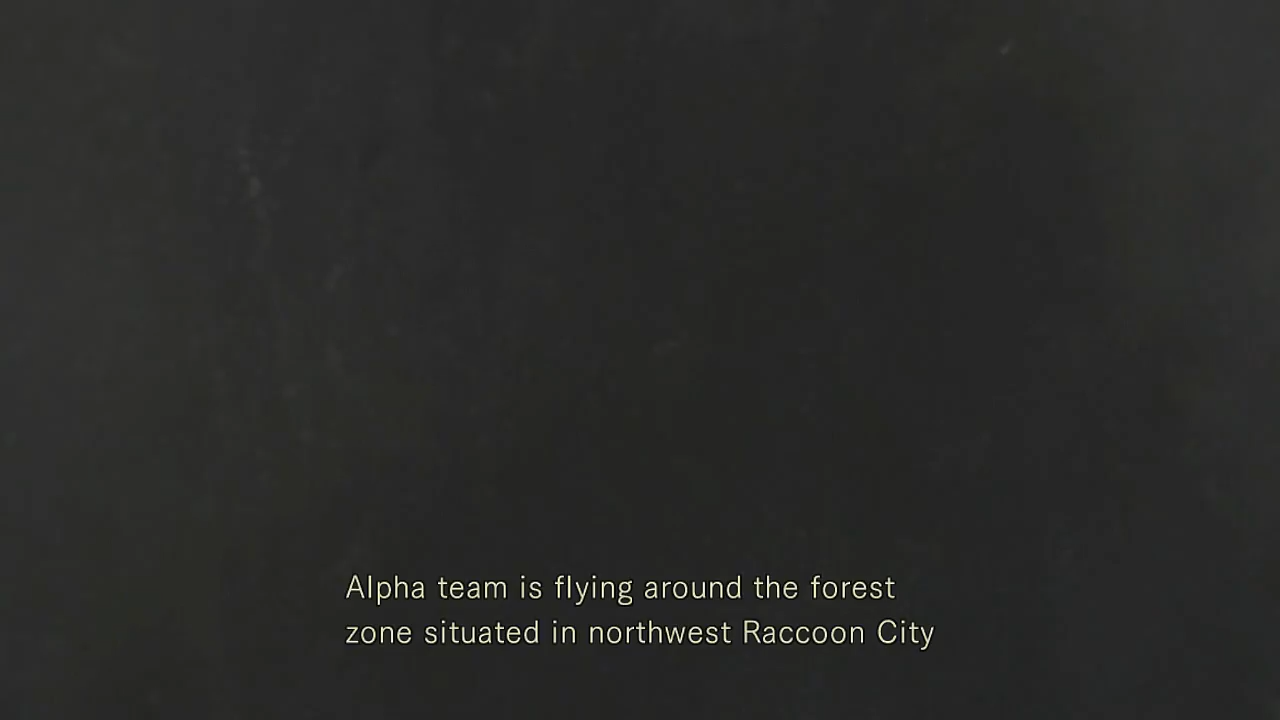 Alpha team is flying around the forest
zone situated in northwest Raccoon City